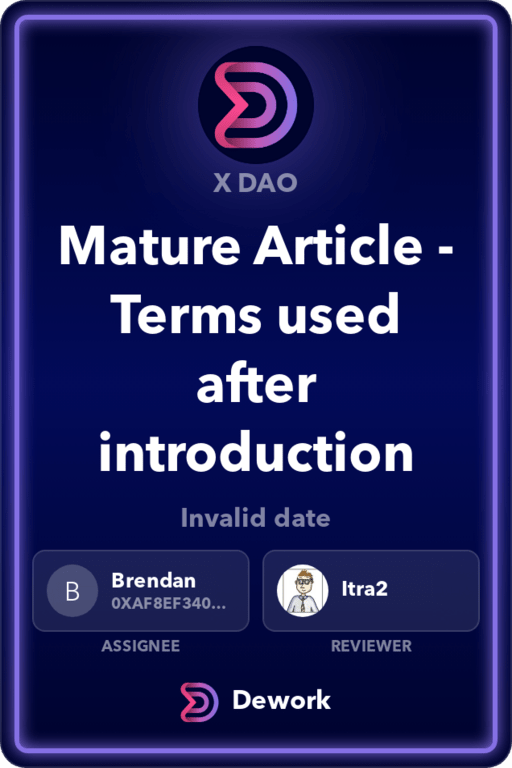 X DAO
Mature Article -
Terms used
after
introduction
Invalid date
B
Brendan
0XAF8EF340...
Itra2
ASSIGNEE
REVIEWER
Dework